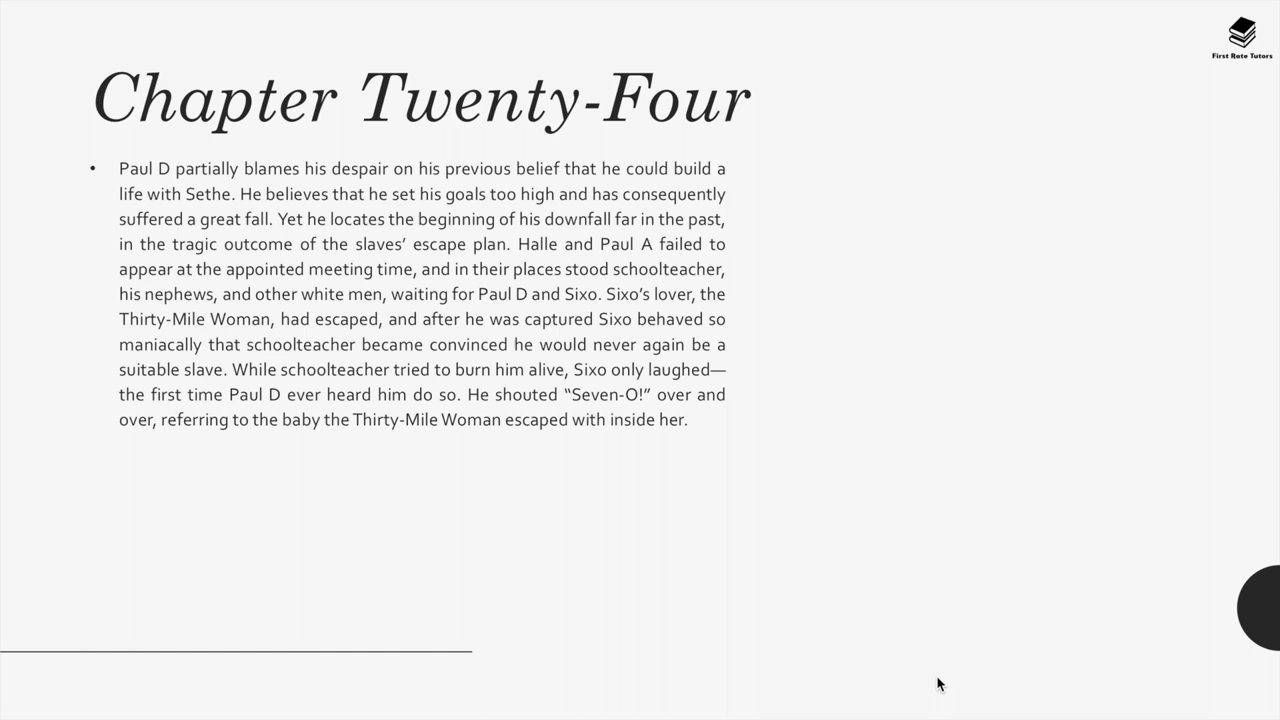 First Rate Tutors
Chapter Twenty-Four
• Paul D partially blames his despair on his previous belief that he could build a
life with Sethe. He believes that he set his goals too high and has consequently
suffered a great fall. Yet he locates the beginning of his downfall far in the past,
in the tragic outcome of the slaves’ escape plan. Halle and Paul A failed to
appear at the appointed meeting time, and in their places stood schoolteacher,
his nephews, and other white men, waiting for Paul D and Sixo. Sixo’s lover, the
Thirty-Mile Woman, had escaped, and after he was captured Sixo behaved so
maniacally that schoolteacher became convinced he would never again be a
suitable slave. While schoolteacher tried to burn him alive, Sixo only laughed—
the first time Paul D ever heard him do so. He shouted “Seven-O!” over and
over, referring to the baby the Thirty-Mile Woman escaped with inside her.